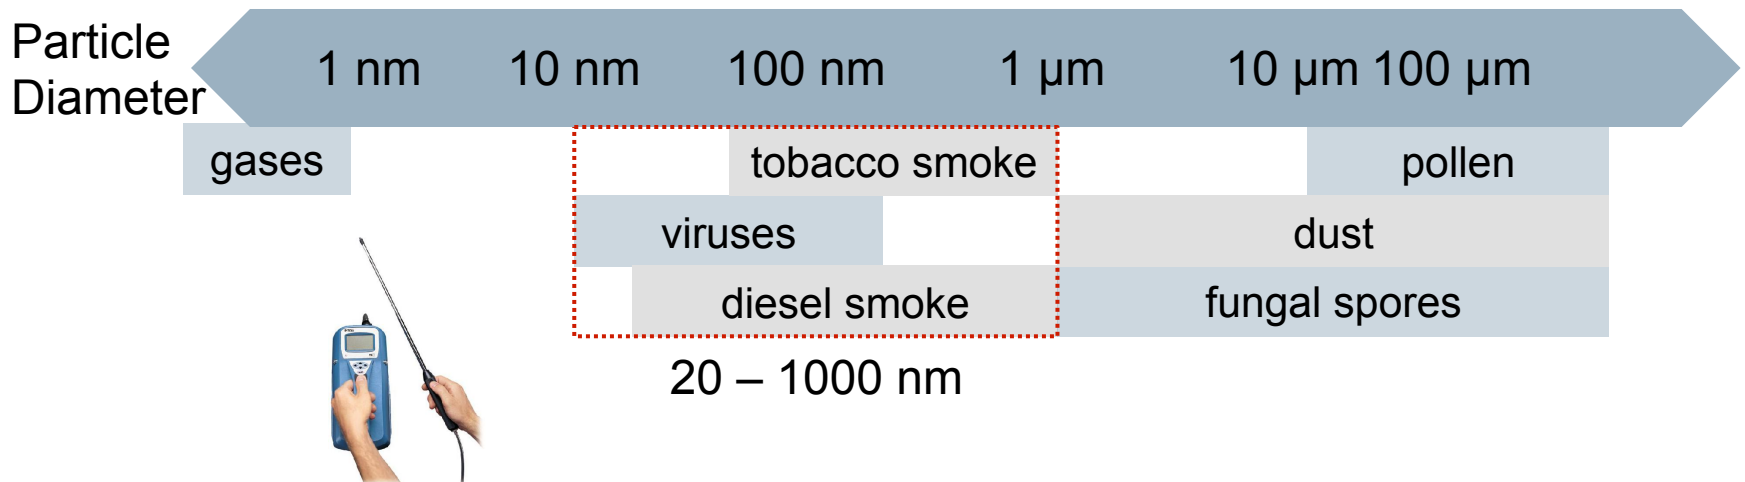 Particle
Diameter
1 nm 10 nm 100 nm 1 µm 10 µm 100 µm
gases tobacco smoke pollen
viruses dust
diesel smoke fungal spores
20 – 1000 nm